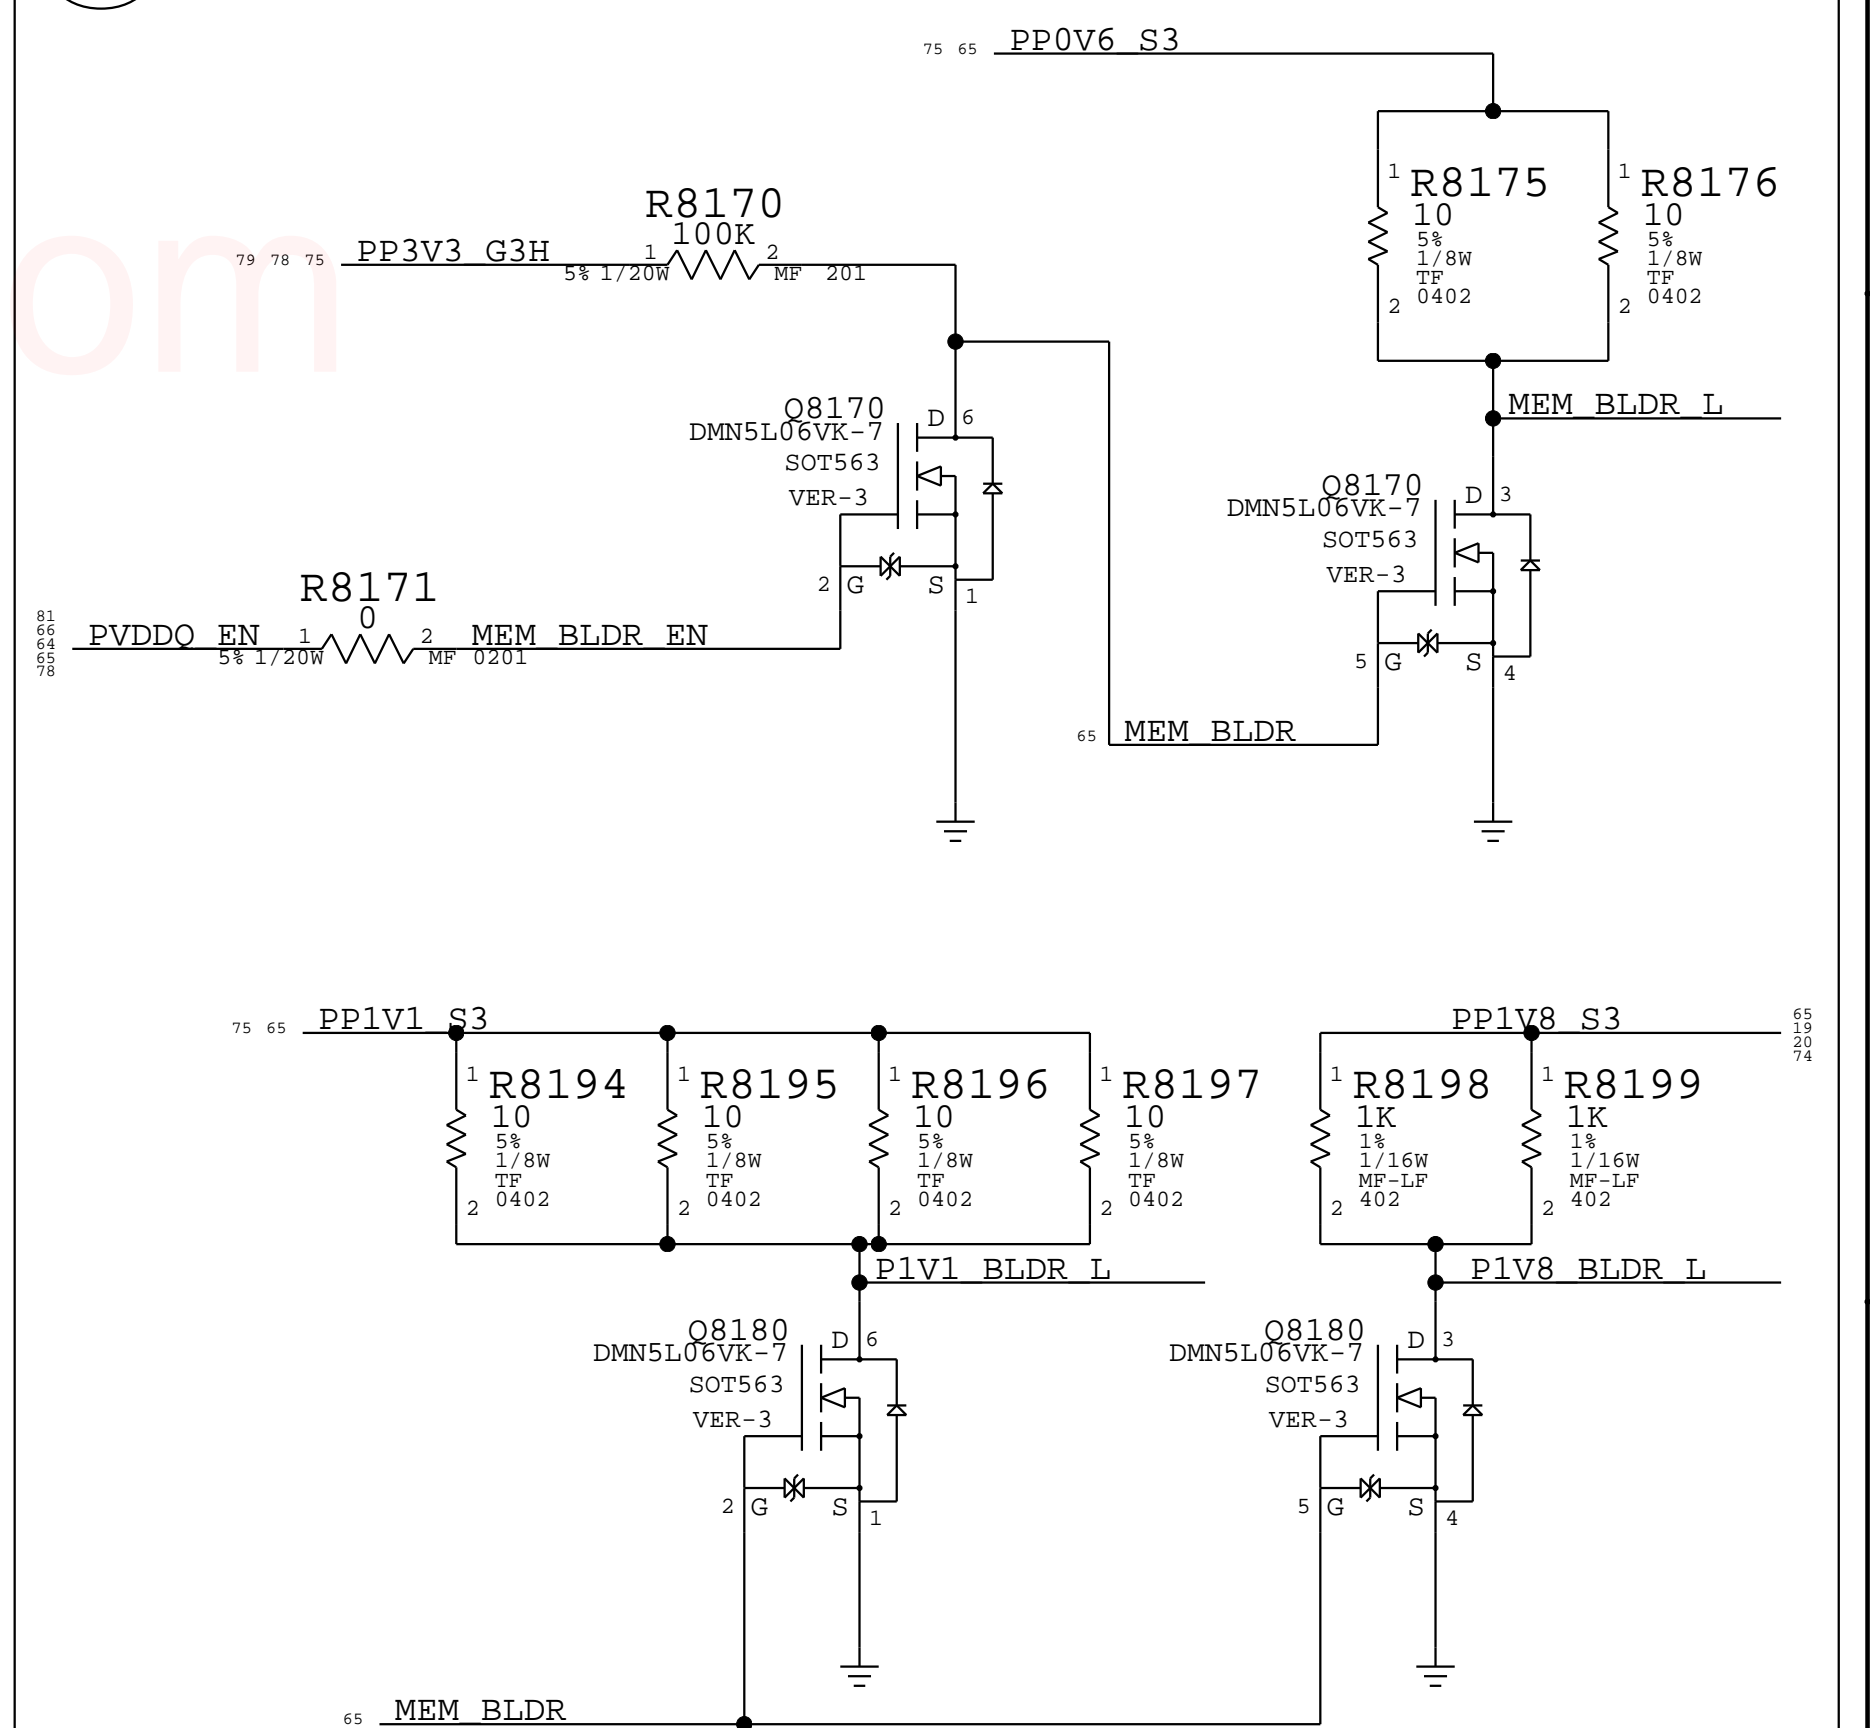 om
75 65 PP0V6_S3
1 R8175
10
5%
1/8W
TF
0402
2
1 R8176
10
5%
1/8W
TF
0402
2
R8170
100K
79 78 75 PP3V3_G3H 1 2
5% 1/20W MF 201
MEM_BLDR_L
Q8170 D 6
DMN5L06VK-7
SOT563
VER-3
2 G S 1
Q8170 D 3
DMN5L06VK-7
SOT563
VER-3
5 G S 4
R8171
0
81
66
64
65
78
PVDDQ_EN 1 2 MEM_BLDR_EN
5% 1/20W MF 0201
65 MEM_BLDR
75 65 PP1V1_S3
PP1V8_S3
65
19
20
74
1 R8194
10
5%
1/8W
TF
0402
2
1 R8195
10
5%
1/8W
TF
0402
2
1 R8196
10
5%
1/8W
TF
0402
2
1 R8197
10
5%
1/8W
TF
0402
2
1 R8198
1K
1%
1/16W
MF-LF
402
2
1 R8199
1K
1%
1/16W
MF-LF
402
2
P1V1_BLDR_L
P1V8_BLDR_L
Q8180 D 6
DMN5L06VK-7
SOT563
VER-3
2 G S 1
Q8180 D 3
DMN5L06VK-7
SOT563
VER-3
5 G S 4
65 MEM_BLDR